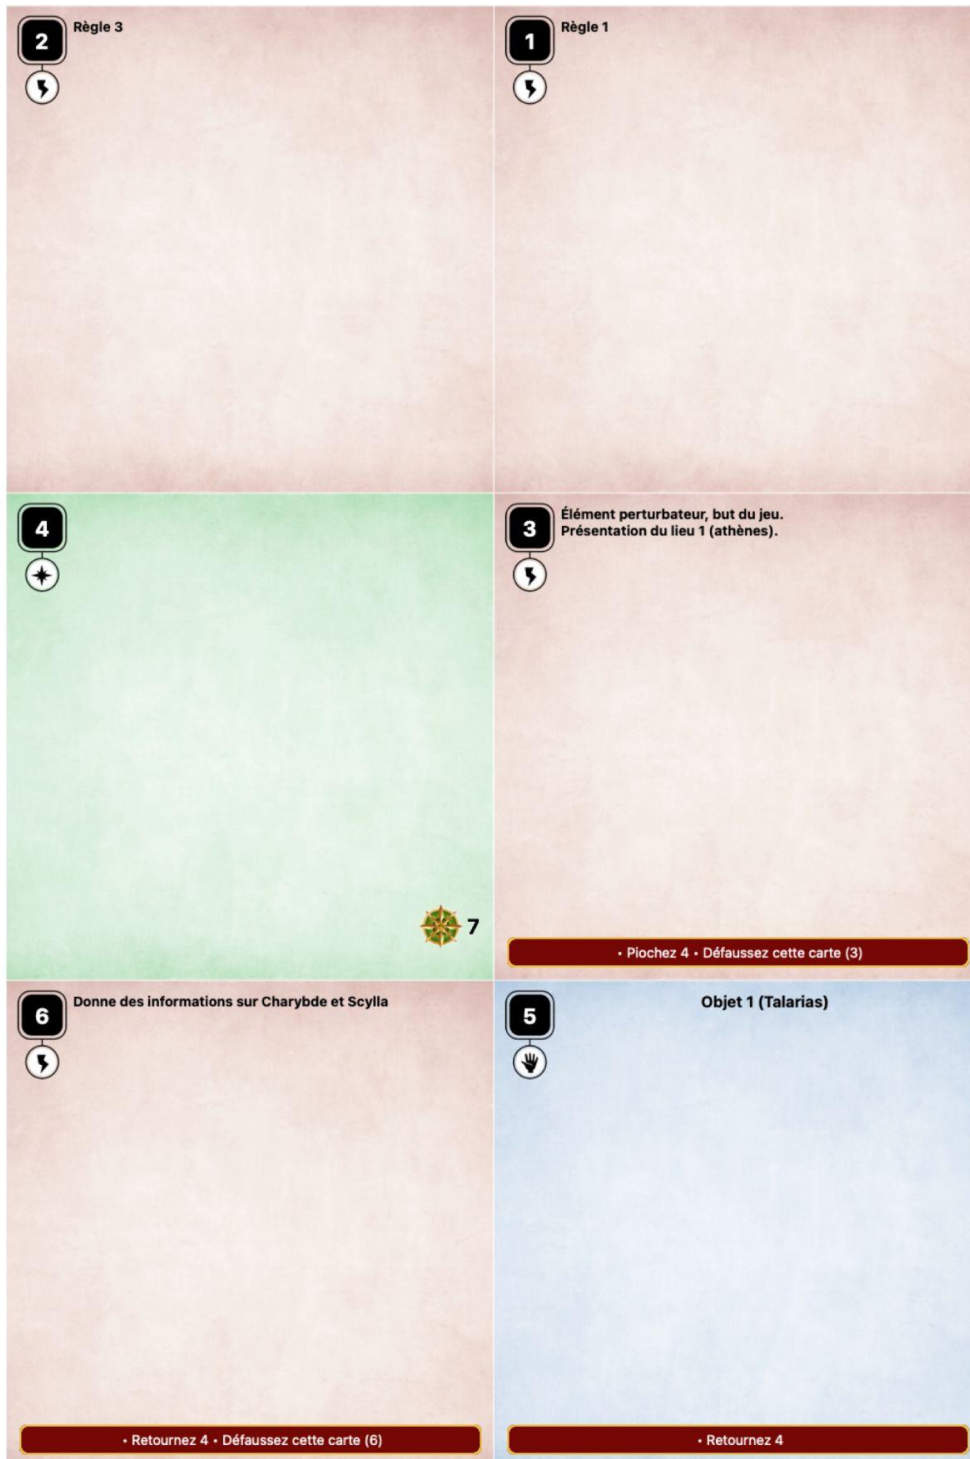 2
Règle 3
1
Règle 1
4
7
3
Élément perturbateur, but du jeu.
Présentation du lieu 1 (athènes).
• Piochez 4 • Défaussez cette carte (3)
6
Donne des informations sur Charybde et Scylla
• Retournez 4 • Défaussez cette carte (6)
5
Objet 1 (Talarias)
• Retournez 4